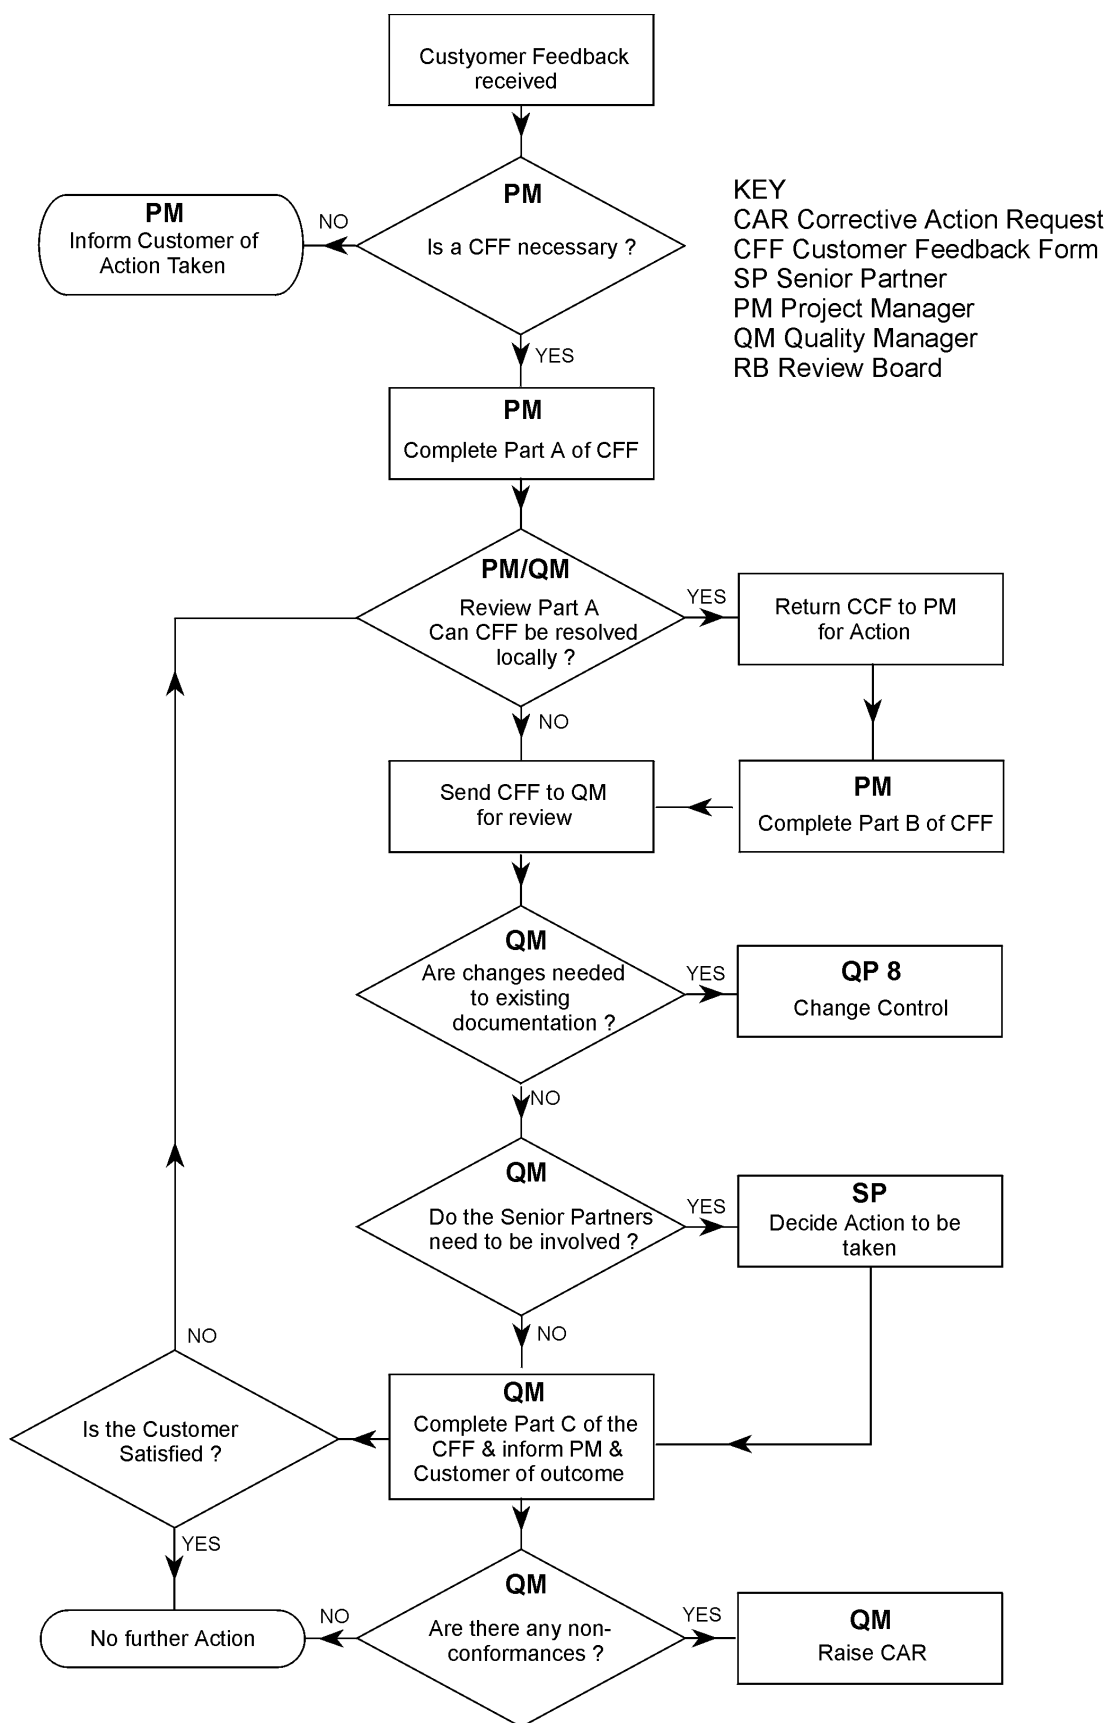 Custyomer Feedback
received
PM
Is a CFF necessary ?
NO
PM
Inform Customer of
Action Taken
KEY
CAR Corrective Action Request
CFF Customer Feedback Form
SP Senior Partner
PM Project Manager
QM Quality Manager
RB Review Board
YES
PM
Complete Part A of CFF
PM/QM
Review Part A
Can CFF be resolved
locally ?
YES
Return CCF to PM
for Action
NO
Send CFF to QM
for review
PM
Complete Part B of CFF
QM
Are changes needed
to existing
documentation ?
YES
QP 8
Change Control
NO
QM
Do the Senior Partners
need to be involved ?
YES
SP
Decide Action to be
taken
NO
QM
Complete Part C of the
CFF & inform PM &
Customer of outcome
NO
Is the Customer
Satisfied ?
YES
No further Action
QM
Are there any non-
conformances ?
NO
YES
QM
Raise CAR